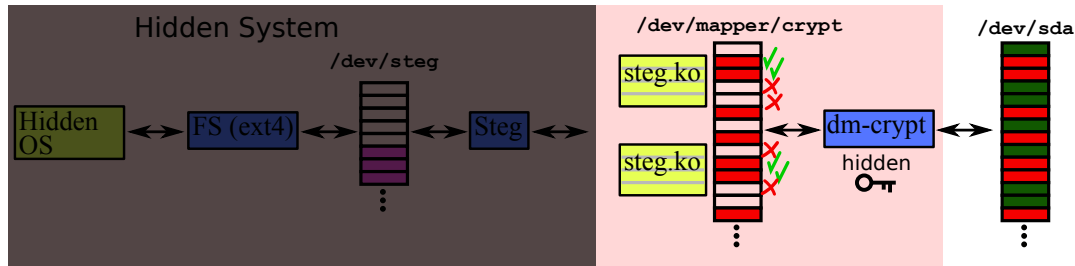 Hidden System
/dev/mapper/crypt
/dev/sda
/dev/steg
steg.ko
Hidden
OS
FS (ext4)
Steg
dm-crypt
steg.ko
hidden